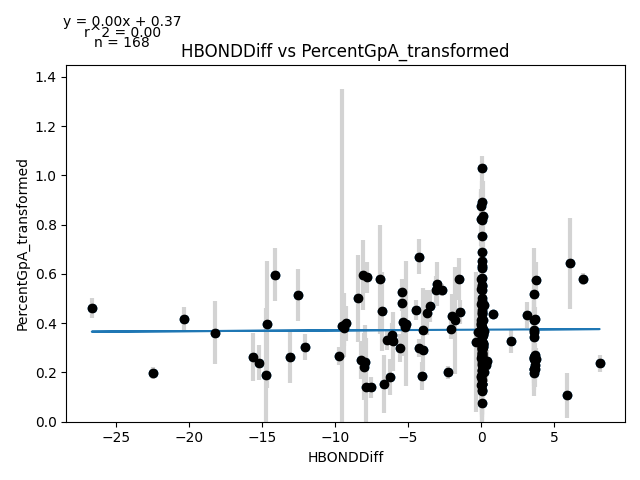 y = 0.00x + 0.37
r^2 = 0.00
n = 168
HBONDDiff vs PercentGpA_transformed
1.4
1.2
1.0
0.8
0.6
0.4
0.2
0.0
PercentGpA_transformed
−25
−20
−15
−10
−5
0
5
HBONDDiff